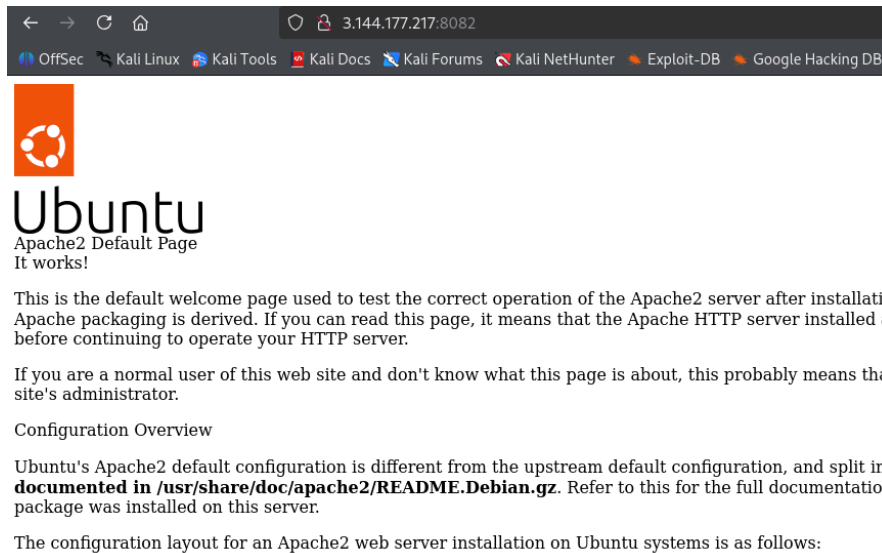 3.144.177.217:8082
OffSec Kali Linux Kali Tools Kali Docs Kali Forums Kali NetHunter Exploit-DB Google Hacking DB
Ubuntu
Apache2 Default Page
It works!
This is the default welcome page used to test the correct operation of the Apache2 server after installati
Apache packaging is derived. If you can read this page, it means that the Apache HTTP server installed
before continuing to operate your HTTP server.
If you are a normal user of this web site and don't know what this page is about, this probably means tha
site's administrator.
Configuration Overview
Ubuntu's Apache2 default configuration is different from the upstream default configuration, and split in
documented in /usr/share/doc/apache2/README.Debian.gz. Refer to this for the full documentatio
package was installed on this server.
The configuration layout for an Apache2 web server installation on Ubuntu systems is as follows: